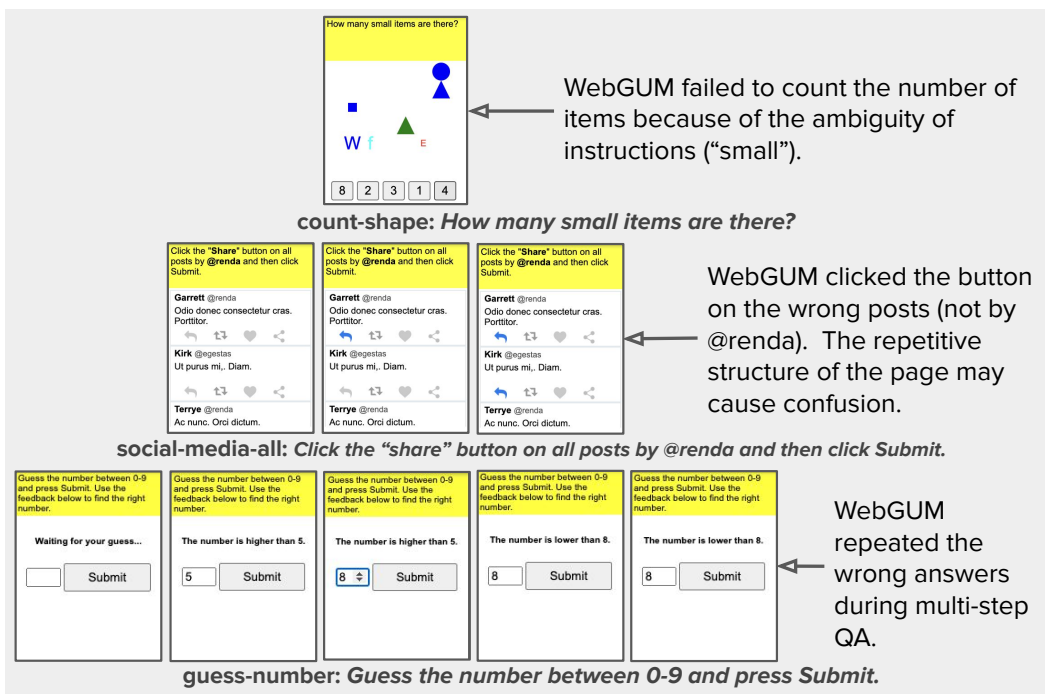 How many small items are there?
W f E
8 2 3 1 4
WebGUM failed to count the number of
items because of the ambiguity of
instructions (“small”).
count-shape: How many small items are there?
Click the "Share" button on all
posts by @renda and then click
Submit.
Garrett @renda
Odio donec consectetur cras.
Porttitor.
Kirk @egestas
Ut purus mi,. Diam.
Terrye @renda
Ac nunc. Orci dictum.
Click the "Share" button on all
posts by @renda and then click
Submit.
Garrett @renda
Odio donec consectetur cras.
Porttitor.
Kirk @egestas
Ut purus mi,. Diam.
Terrye @renda
Ac nunc. Orci dictum.
Click the "Share" button on all
posts by @renda and then click
Submit.
Garrett @renda
Odio donec consectetur cras.
Porttitor.
Kirk @egestas
Ut purus mi,. Diam.
Terrye @renda
Ac nunc. Orci dictum.
WebGUM clicked the button
on the wrong posts (not by
@renda). The repetitive
structure of the page may
cause confusion.
social-media-all: Click the “share” button on all posts by @renda and then click Submit.
Guess the number between 0-9
and press Submit. Use the
feedback below to find the right
number.
Waiting for your guess...
Submit
Guess the number between 0-9
and press Submit. Use the
feedback below to find the right
number.
The number is higher than 5.
5 Submit
Guess the number between 0-9
and press Submit. Use the
feedback below to find the right
number.
The number is higher than 5.
8 Submit
Guess the number between 0-9
and press Submit. Use the
feedback below to find the right
number.
The number is lower than 8.
8 Submit
Guess the number between 0-9
and press Submit. Use the
feedback below to find the right
number.
The number is lower than 8.
8 Submit
WebGUM
repeated the
wrong answers
during multi-step
QA.
guess-number: Guess the number between 0-9 and press Submit.